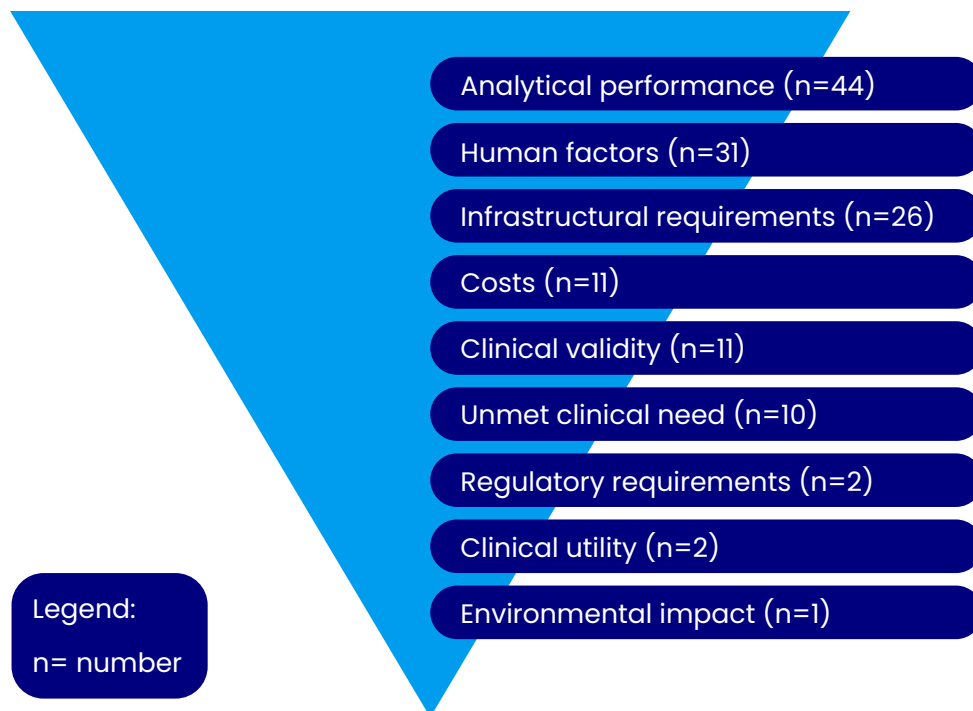 Analytical performance (n=44)
Human factors (n=31)
Infrastructural requirements (n=26)
Costs (n=11)
Clinical validity (n=11)
Unmet clinical need (n=10)
Regulatory requirements (n=2)
Clinical utility (n=2)
Environmental impact (n=1)
Legend:
n= number